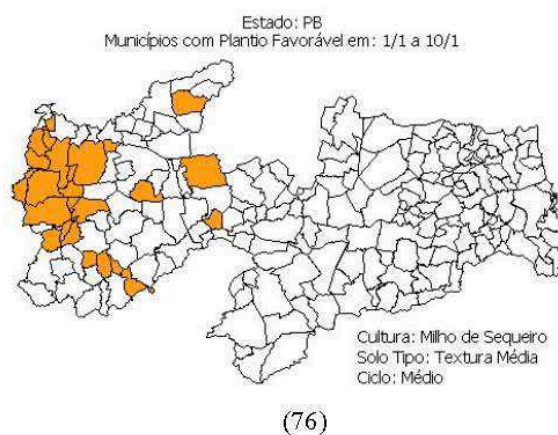 Estado: PB
Municípios com Plantio Favorável em: 1/1 a 10/1
Cultura: Milho de Sequeiro
Solo Tipo: Textura Média
Ciclo: Médio
(76)